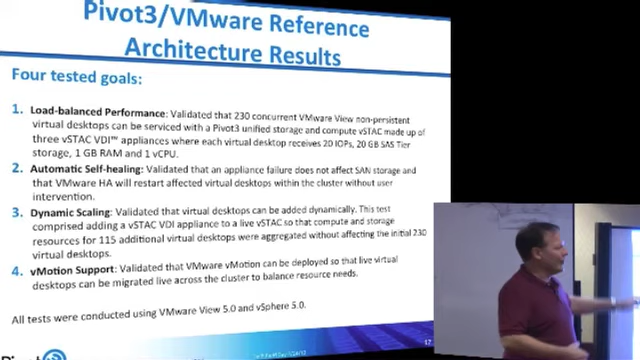 Pivot3/VMware Reference
Architecture Results
Four tested goals:
1. Load-balanced Performance: Validated that 230 concurrent VMware View non-persistent
virtual desktops can be serviced with a Pivot3 unified storage and compute vSTAC made up of
three vSTAC VDI™ appliances where each virtual desktop receives 20 IOPs, 20 GB SAS Tier
storage, 1 GB RAM and 1 vCPU.
2. Automatic Self-healing: Validated that an appliance failure does not affect SAN storage and
that VMware HA will restart affected virtual desktops within the cluster without user
intervention.
3. Dynamic Scaling: Validated that virtual desktops can be added dynamically. This test
comprised adding a vSTAC VDI appliance to a live vSTAC so that compute and storage
resources for 115 additional virtual desktops were aggregated without affecting the initial 230
virtual desktops.
4. vMotion Support: Validated that VMware vMotion can be deployed so that live virtual
desktops can be migrated live across the cluster to balance resource needs.
All tests were conducted using VMware View 5.0 and vSphere 5.0.
17
Pivot3